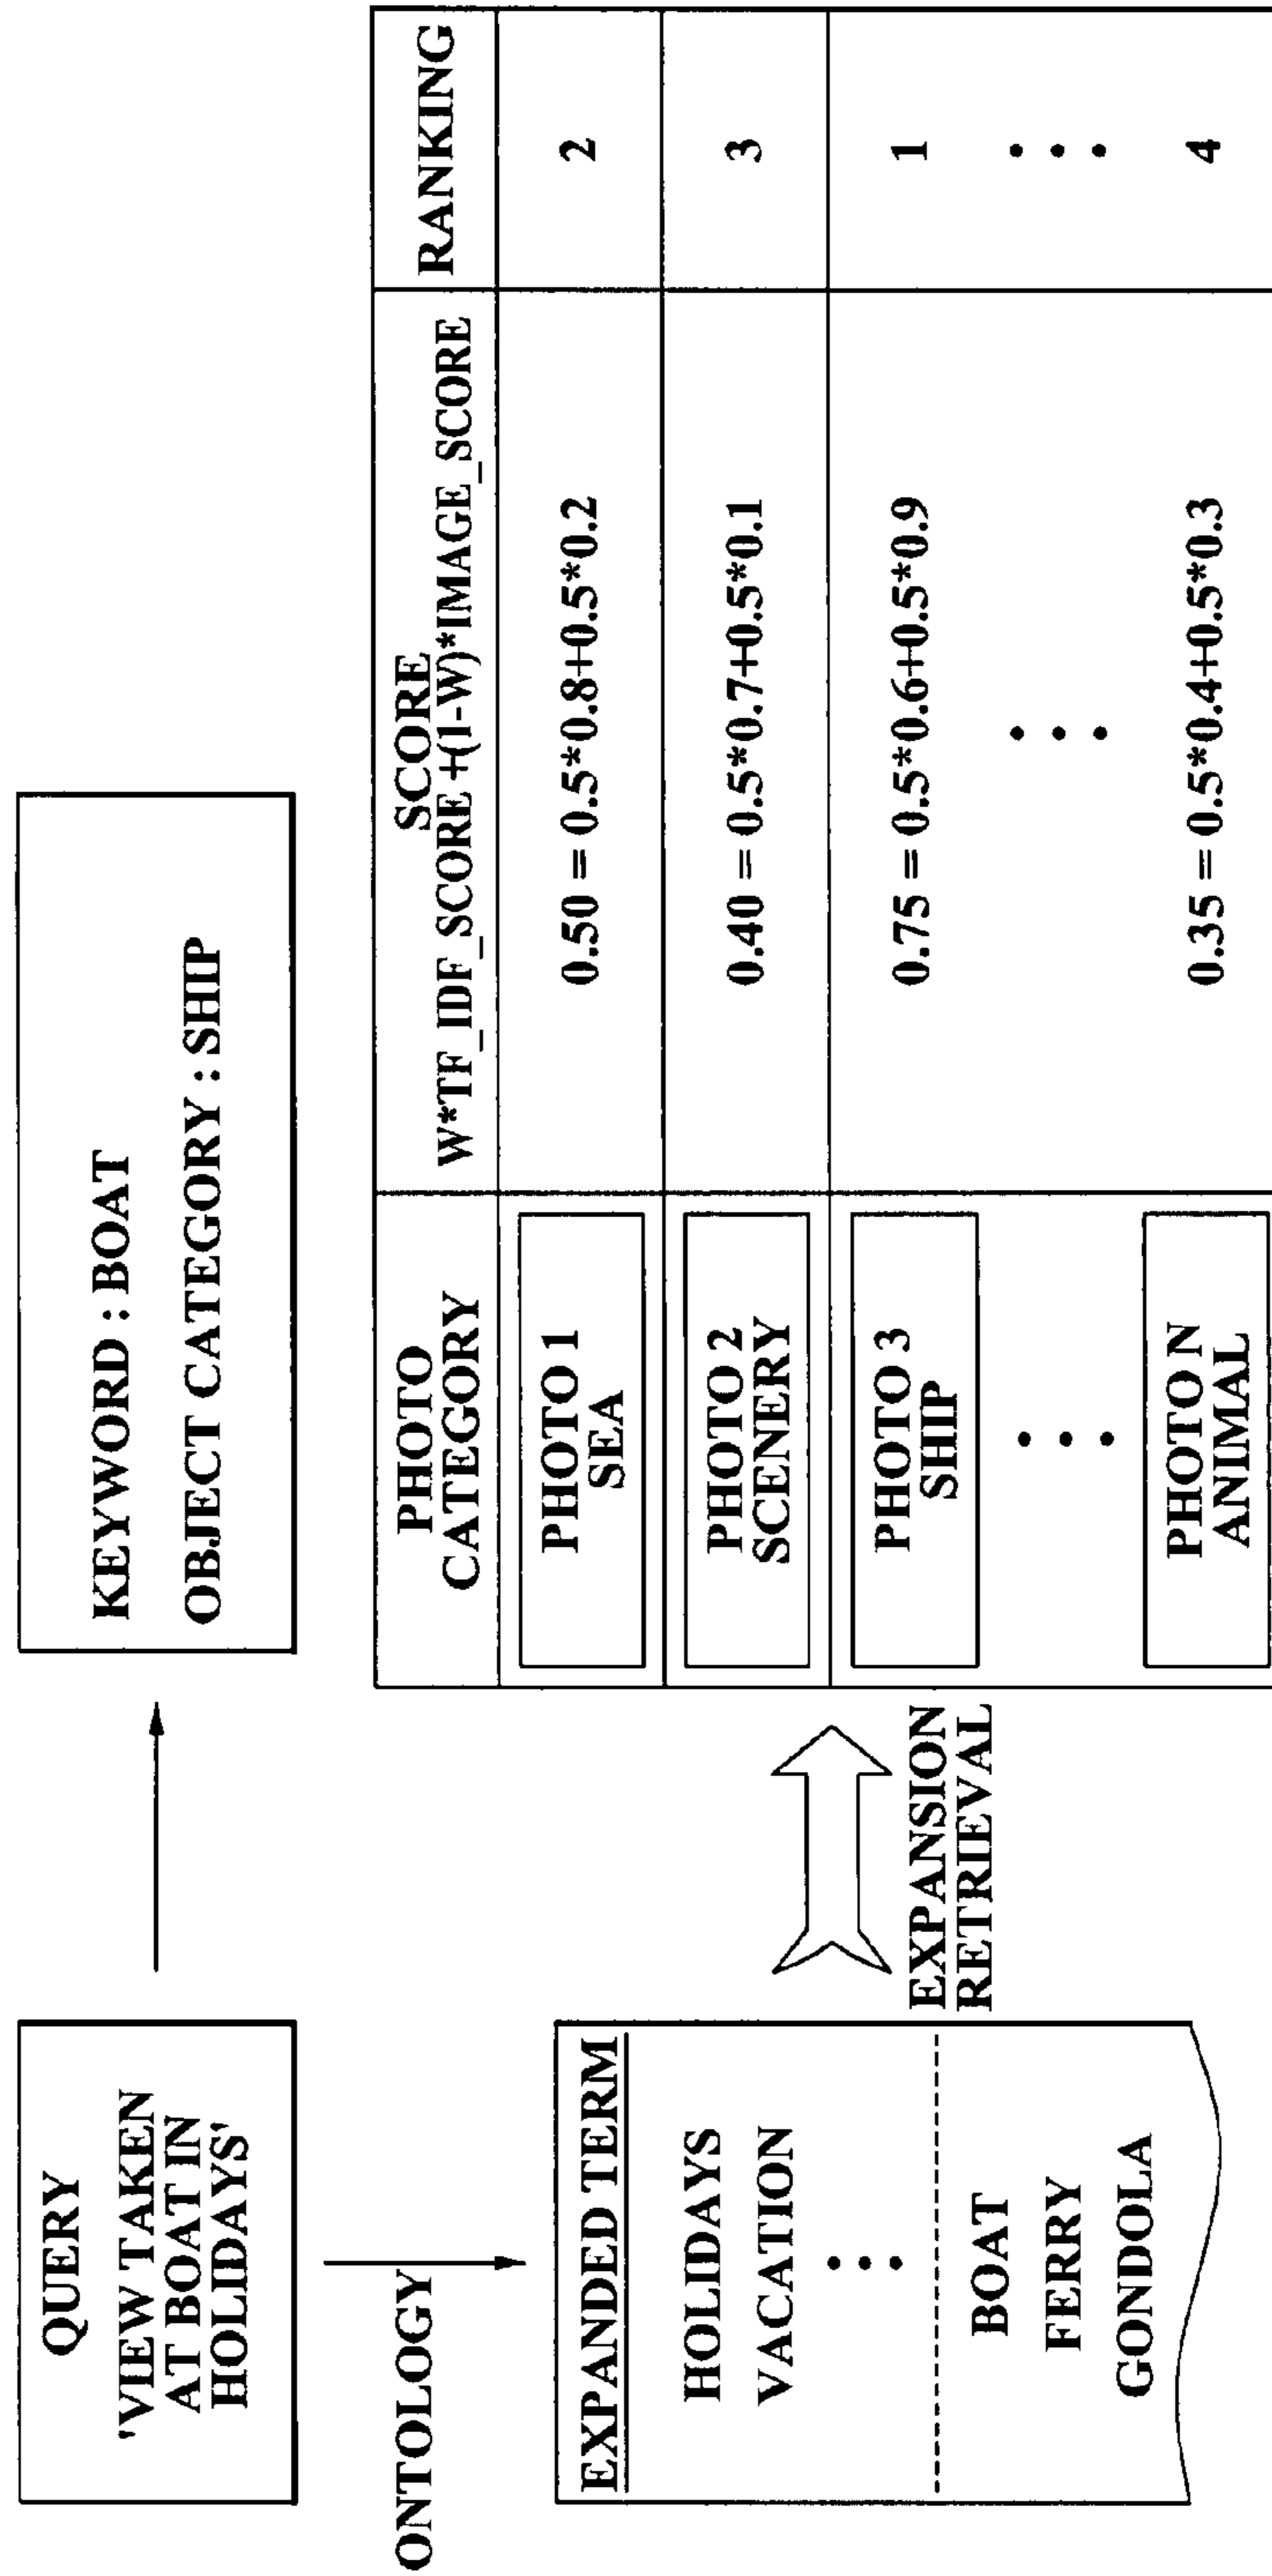 QUERY
'VIEW TAKEN
AT BOAT IN
HOLIDAYS'
KEYWORD : BOAT
OBJECT CATEGORY : SHIP
ONTOLOGY
EXPANDED TERM
HOLIDAYS
VACATION
BOAT
FERRY
GONDOLA
EXPANSION
RETRIEVAL
PHOTO
CATEGORY
SCORE
W*TF_IDF_SCORE +(1-W)*IMAGE_SCORE
RANKING
PHOTO 1
SEA
0.50 = 0.5*0.8+0.5*0.2
2
PHOTO 2
SCENERY
0.40 = 0.5*0.7+0.5*0.1
3
PHOTO 3
SHIP
0.75 = 0.5*0.6+0.5*0.9
1
PHOTO N
ANIMAL
0.35 = 0.5*0.4+0.5*0.3
4